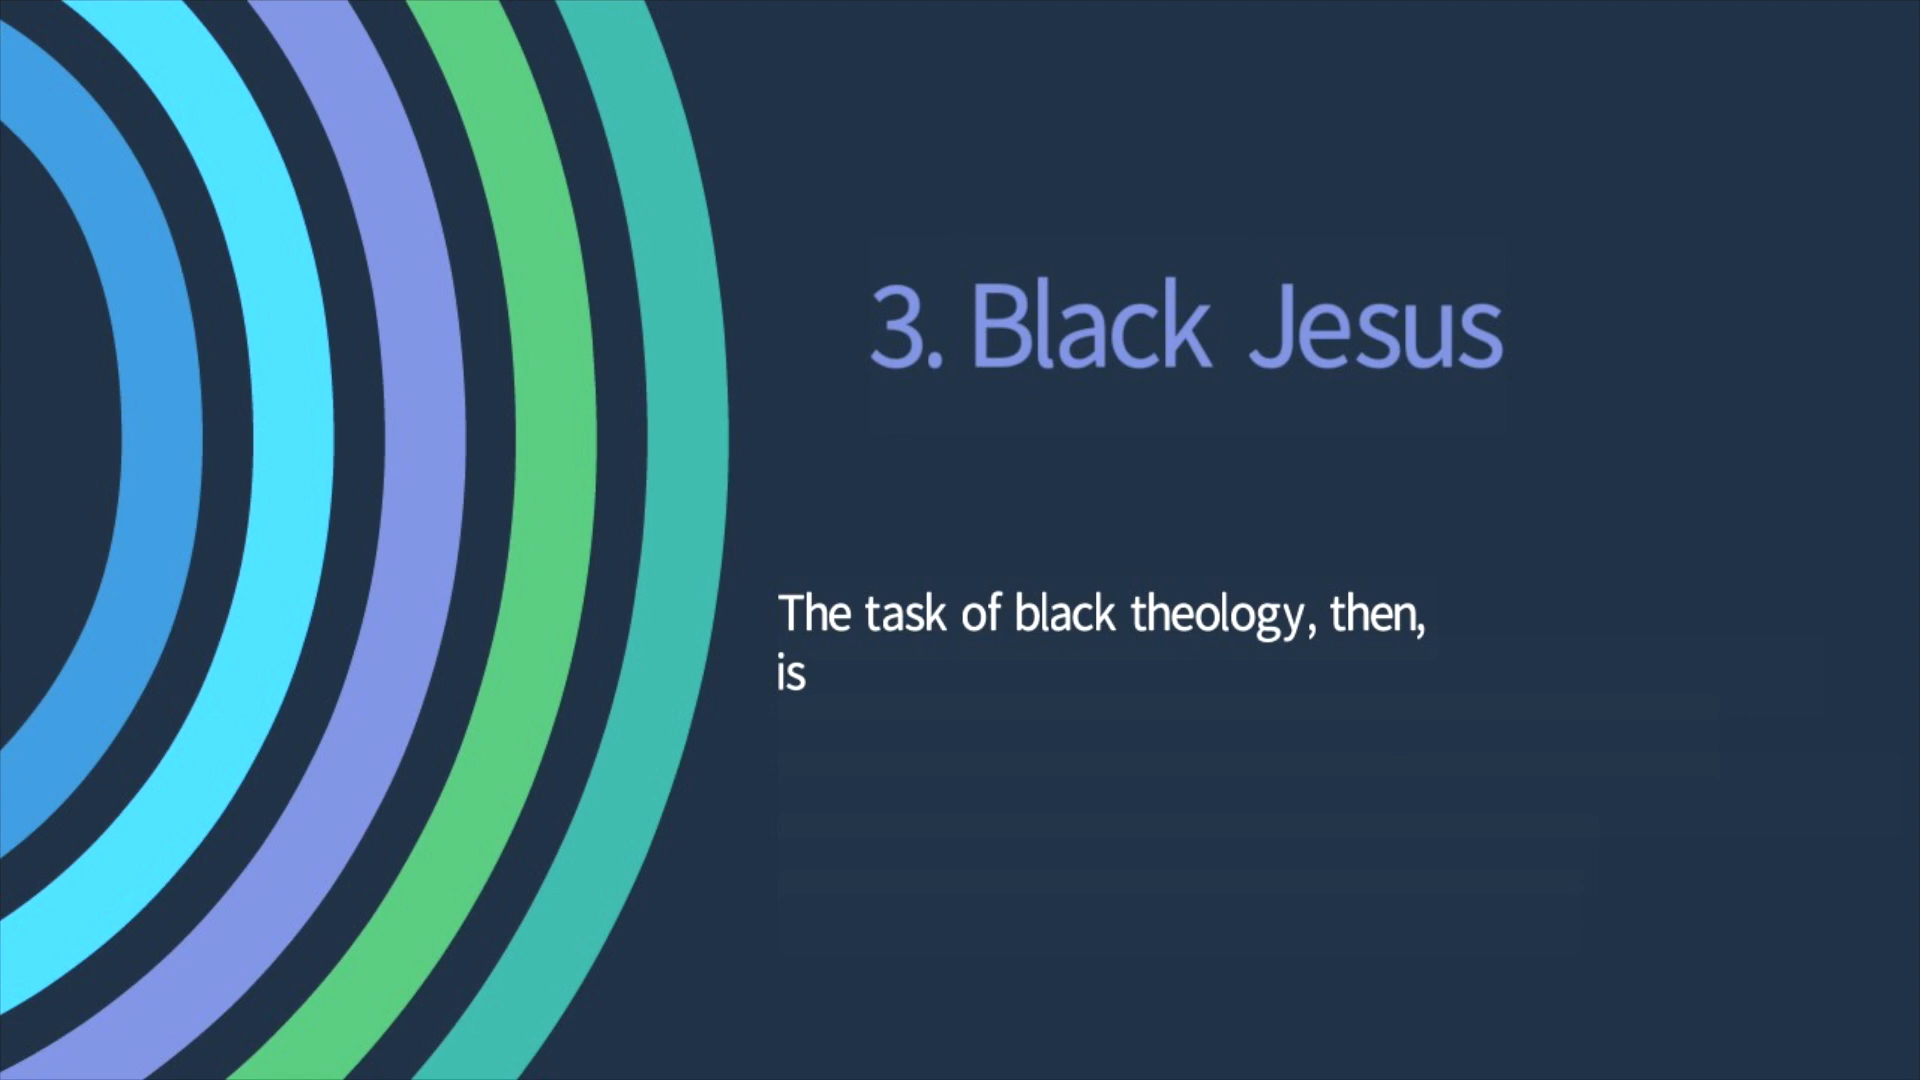 3. Black Jesus
The task of black theology, then,
is